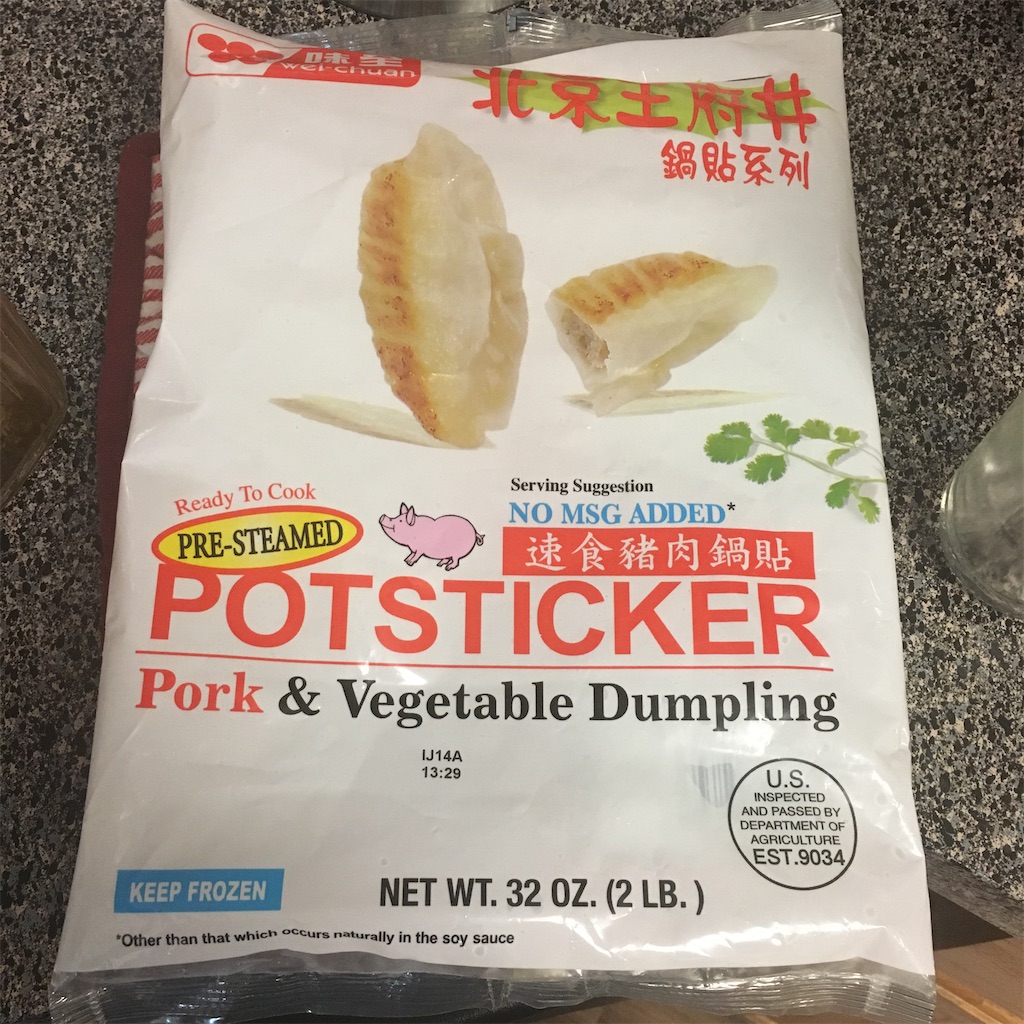 味全
wei-chuan
北京王府井
鍋貼系列
Ready To Cook
PRE-STEAMED
Serving Suggestion
NO MSG ADDED*
速食豬肉鍋貼
POTSTICKER
Pork & Vegetable Dumpling
IJ14A
13:29
U.S.
INSPECTED
AND PASSED BY
DEPARTMENT OF
AGRICULTURE
EST.9034
KEEP FROZEN
NET WT. 32 OZ. (2 LB. )
*Other than that which occurs naturally in the soy sauce